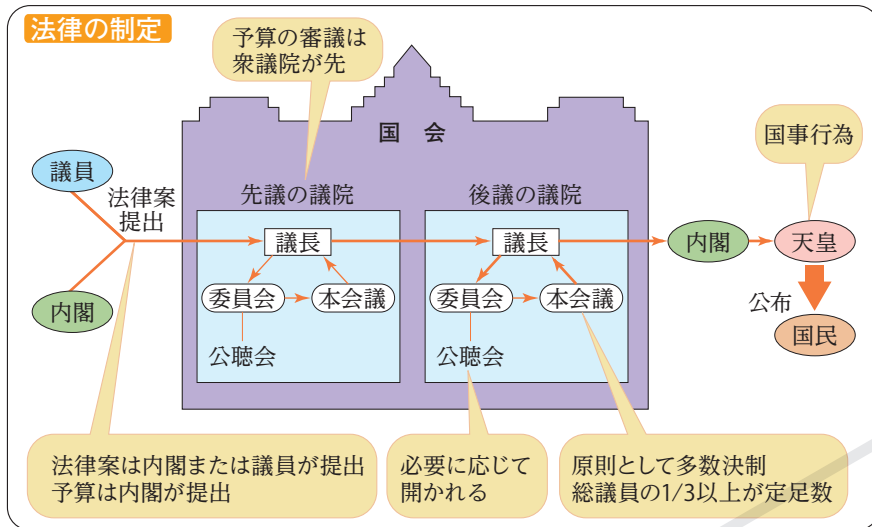 法律の制定
予算の審議は
衆議院が先
国 会
国事行為
議員
法律案
提出
内閣
先議の議院
議長
委員会
本会議
公聴会
後議の議院
議長
委員会
本会議
公聴会
内閣
天皇
公布
国民
法律案は内閣または議員が提出
予算は内閣が提出
必要に応じて
開かれる
原則として多数決制
総議員の1/3以上が定足数